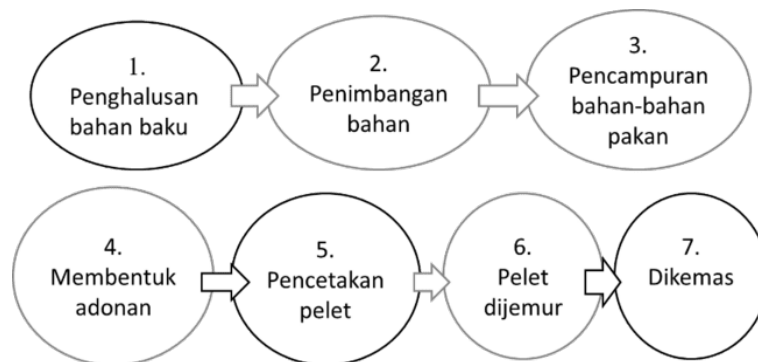 1.
Penghalusan
bahan baku
2.
Penimbangan
bahan
3.
Pencampuran
bahan-bahan
pakan
4.
Membentuk
adonan
5.
Pencetakan
pelet
6.
Pelet
dijemur
7.
Dikemas